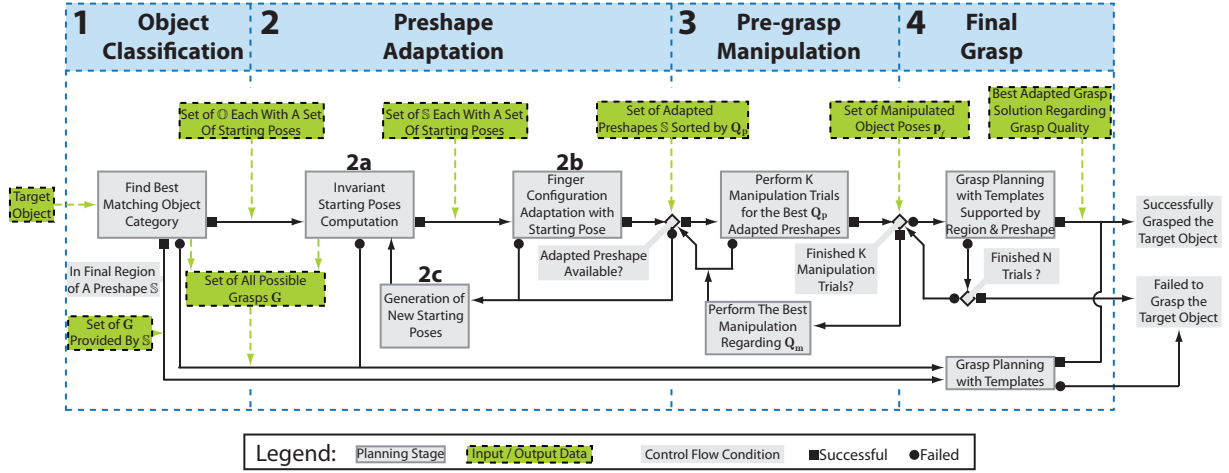 1 Object
Classification
2 Preshape
Adaptation
3 Pre-grasp
Manipulation
4 Final
Grasp
Set of 𝕆 Each With A Set
Of Starting Poses
Set of 𝕊 Each With A Set
Of Starting Poses
Set of Adapted
Preshapes 𝕊 Sorted by Qp
Set of Manipulated
Object Poses pf
Best Adapted Grasp
Solution Regarding
Grasp Quality
Target
Object
Find Best
Matching Object
Category
2a
Invariant
Starting Poses
Computation
2b
Finger
Configuration
Adaptation with
Starting Pose
Adapted Preshape
Available?
Perform K
Manipulation Trials
for the Best Qp
Adapted Preshapes
Finished K
Manipulation
Trials?
Grasp Planning
with Templates
Supported by
Region & Preshape
Successfully
Grasped the
Target Object
In Final Region
of A Preshape 𝕊
Set of All Possible
Grasps G
2c
Generation of
New Starting
Poses
Perform The Best
Manipulation
Regarding Qm
Finished N
Trials ?
Failed to
Grasp the
Target Object
Set of G
Provided By 𝕊
Grasp Planning
with Templates
Legend: Planning Stage Input / Output Data Control Flow Condition Successful Failed